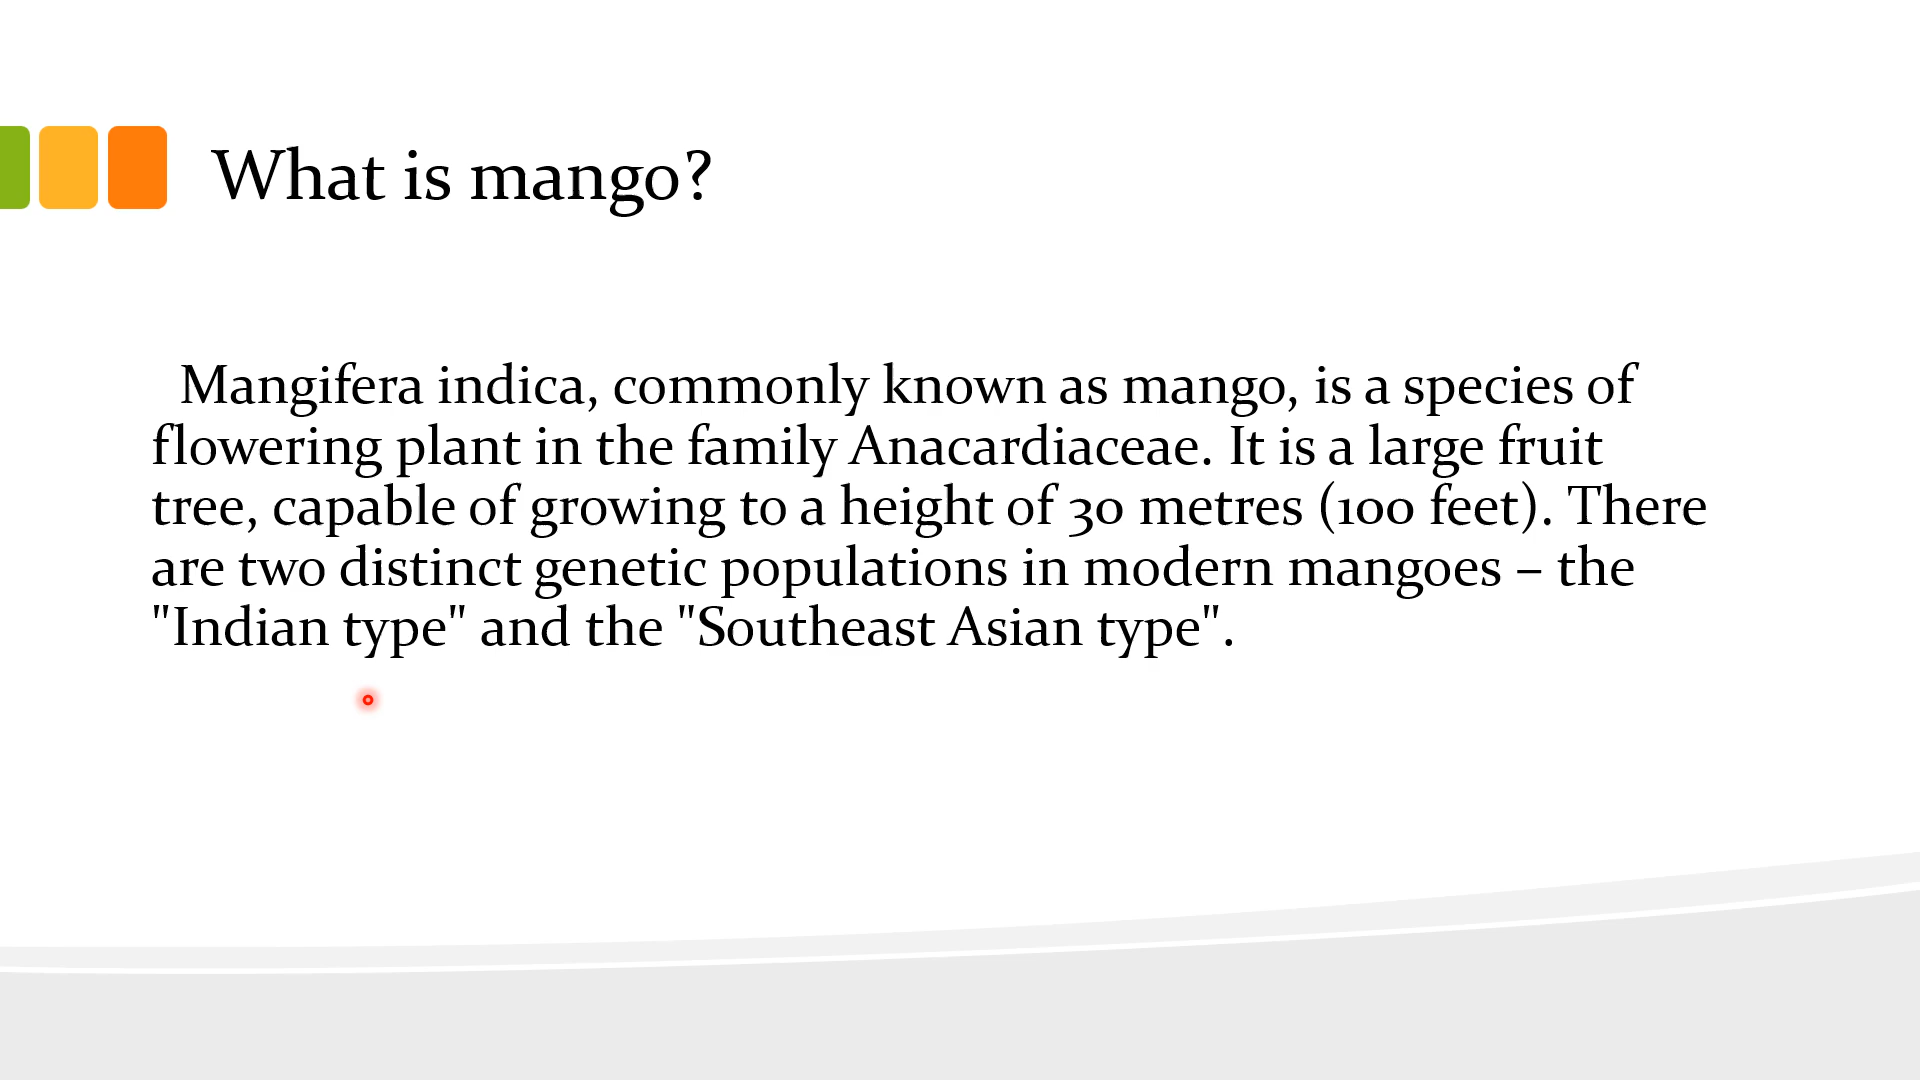 What is mango?
Mangifera indica, commonly known as mango, is a species of
flowering plant in the family Anacardiaceae. It is a large fruit
tree, capable of growing to a height of 30 metres (100 feet). There
are two distinct genetic populations in modern mangoes – the
"Indian type" and the "Southeast Asian type".